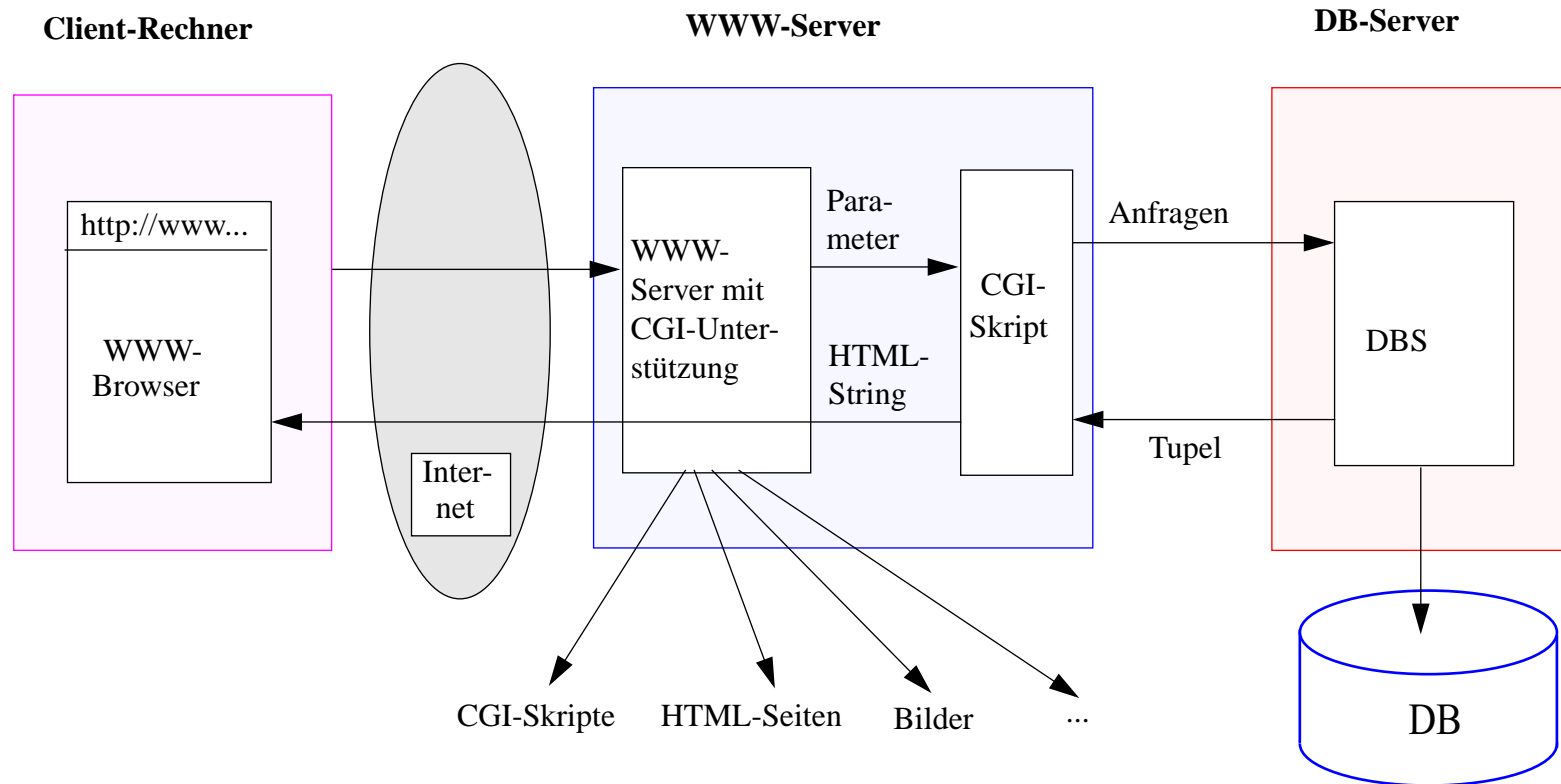 Client-Rechner
WWW-Server
DB-Server
http://www...
WWW-
Browser
Inter-
net
WWW-
Server mit
CGI-Unter-
stützung
Para-
meter
HTML-
String
CGI-
Skript
Anfragen
Tupel
DBS
CGI-Skripte
HTML-Seiten
Bilder
...
DB